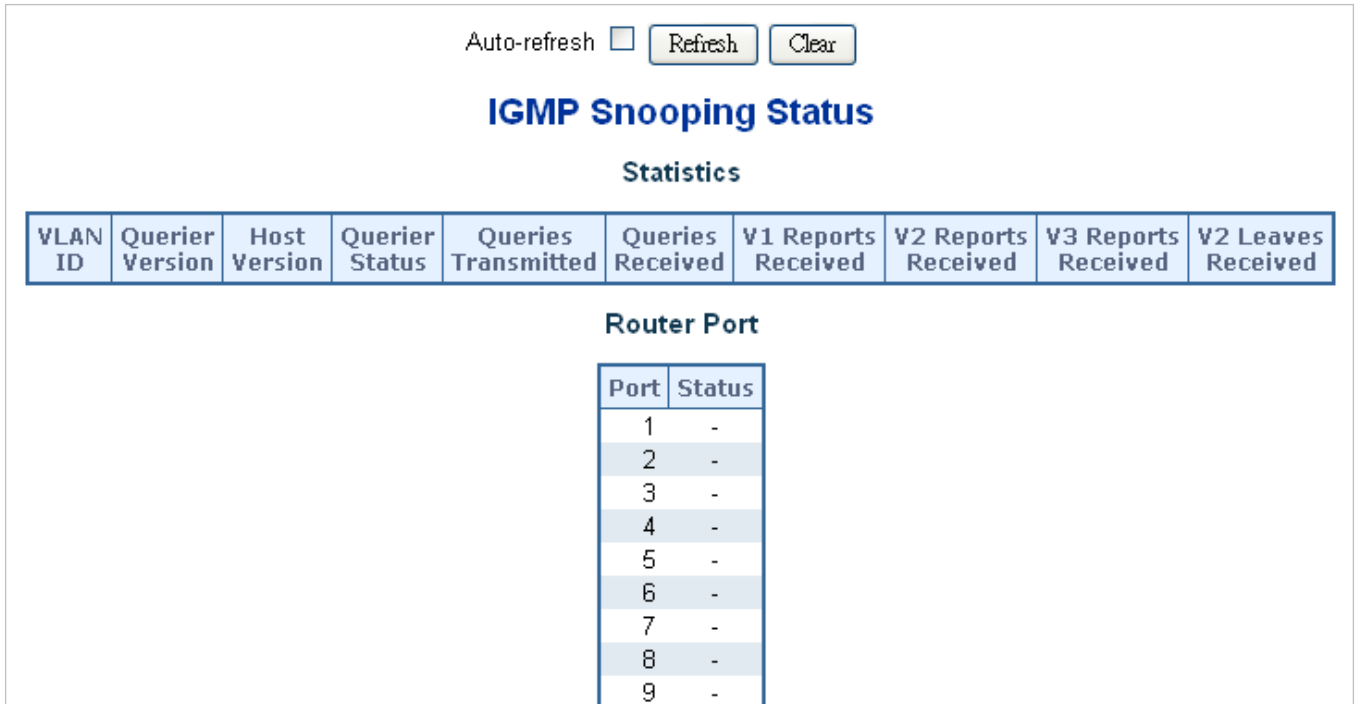 Auto-refresh Refresh Clear
IGMP Snooping Status
Statistics
VLAN ID Querier Version Host Version Querier Status Queries Transmitted Queries Received V1 Reports Received V2 Reports Received V3 Reports Received V2 Leaves Received
Router Port
Port Status
1 -
2 -
3 -
4 -
5 -
6 -
7 -
8 -
9 -